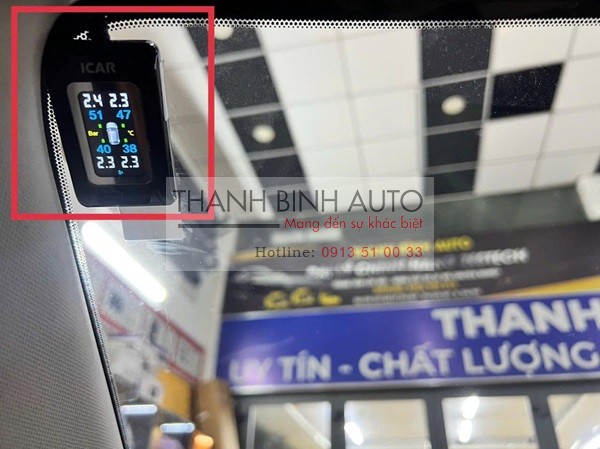 ICAR
2.4 2.3
51 47
Bar °C
40 38
2.3 2.3
THANH BINH AUTO
Mang đến sự khác biệt
Hotline: 0913 51 00 33
AUTO
THANH
UY TÍN - CHẤT LƯỢNG